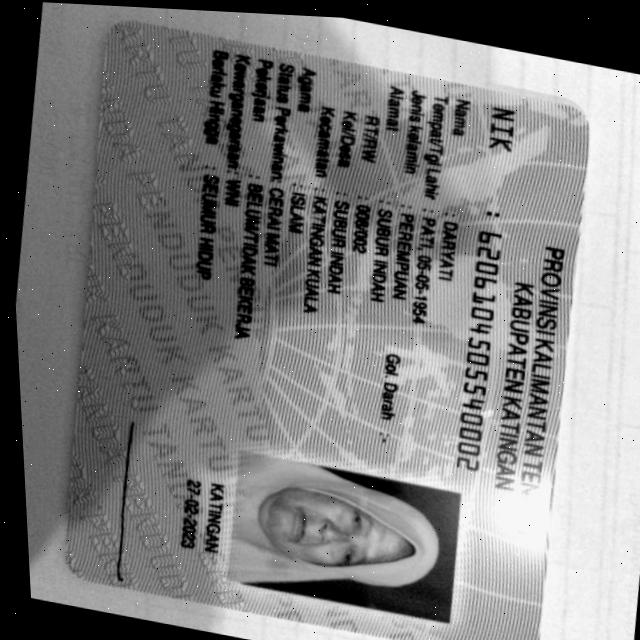 PROVINSI KALIMANTAN TEN
KABUPATEN KATINGAN
NIK : 6206104505540002
Nama : DARYATI
Tempat/Tgl Lahir : PATI, 05-05-1954
Jenis kelamin : PEREMPUAN
Gol. Darah : -
Alamat : SUBUR INDAH
RT/RW : 008/002
Kel/Desa : SUBUR INDAH
Kecamatan : KATINGAN KUALA
Agama : ISLAM
Status Perkawinan: CERAI MATI
Pekerjaan : BELUM/TIDAK BEKERJA
Kewarganegaraan: WNI
Berlaku Hingga : SEUMUR HIDUP
KATINGAN
27-02-2023